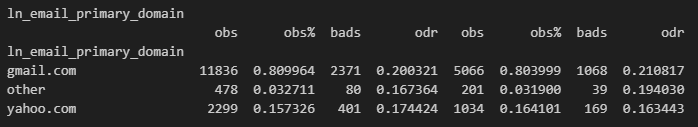 ln_email_primary_domain
obs obs% bads odr obs obs% bads odr
ln_email_primary_domain
gmail.com 11836 0.809964 2371 0.200321 5066 0.803999 1068 0.210817
other 478 0.032711 80 0.167364 201 0.031900 39 0.194030
yahoo.com 2299 0.157326 401 0.174424 1034 0.164101 169 0.163443